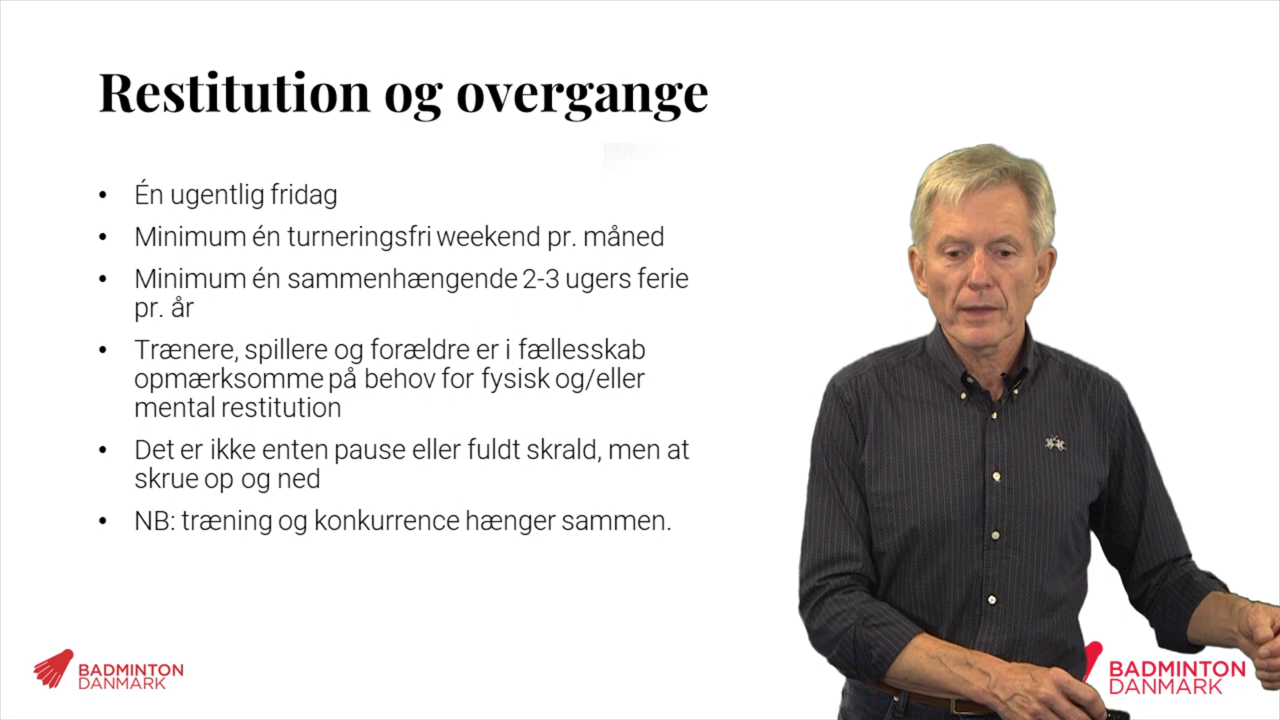 Restitution og overgange
• Én ugentlig fridag
• Minimum én turneringsfri weekend pr. måned
• Minimum én sammenhængende 2-3 ugers ferie
pr. år
• Trænere, spillere og forældre er i fællesskab
opmærksomme på behov for fysisk og/eller
mental restitution
• Det er ikke enten pause eller fuldt skrald, men at
skrue op og ned
• NB: træning og konkurrence hænger sammen.
BADMINTON
DANMARK
BADMINTON
DANMARK